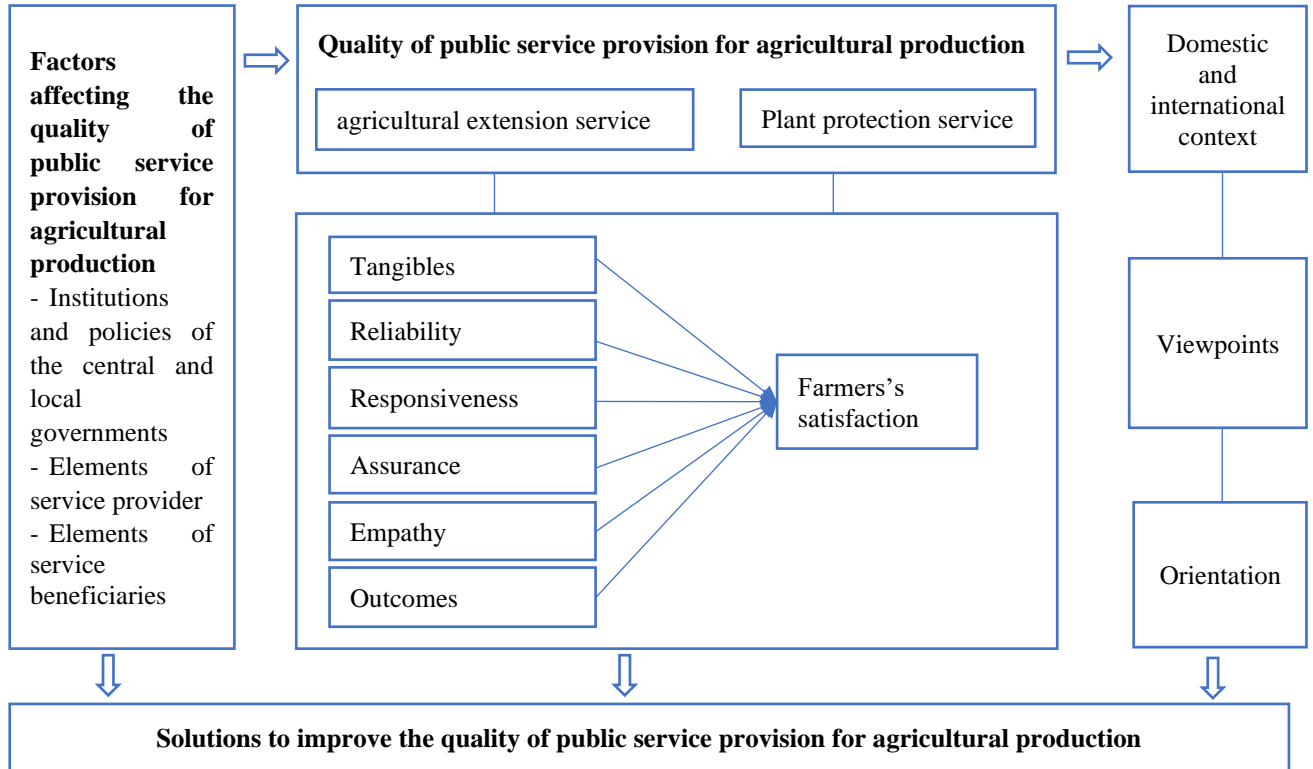 Factors
affecting the
quality of
public service
provision for
agricultural
production
- Institutions
and policies of
the central and
local
governments
- Elements of
service provider
- Elements of
service
beneficiaries
Quality of public service provision for agricultural production
agricultural extension service
Plant protection service
Tangibles
Reliability
Responsiveness
Assurance
Empathy
Outcomes
Farmers’s
satisfaction
Domestic
and
international
context
Viewpoints
Orientation
Solutions to improve the quality of public service provision for agricultural production